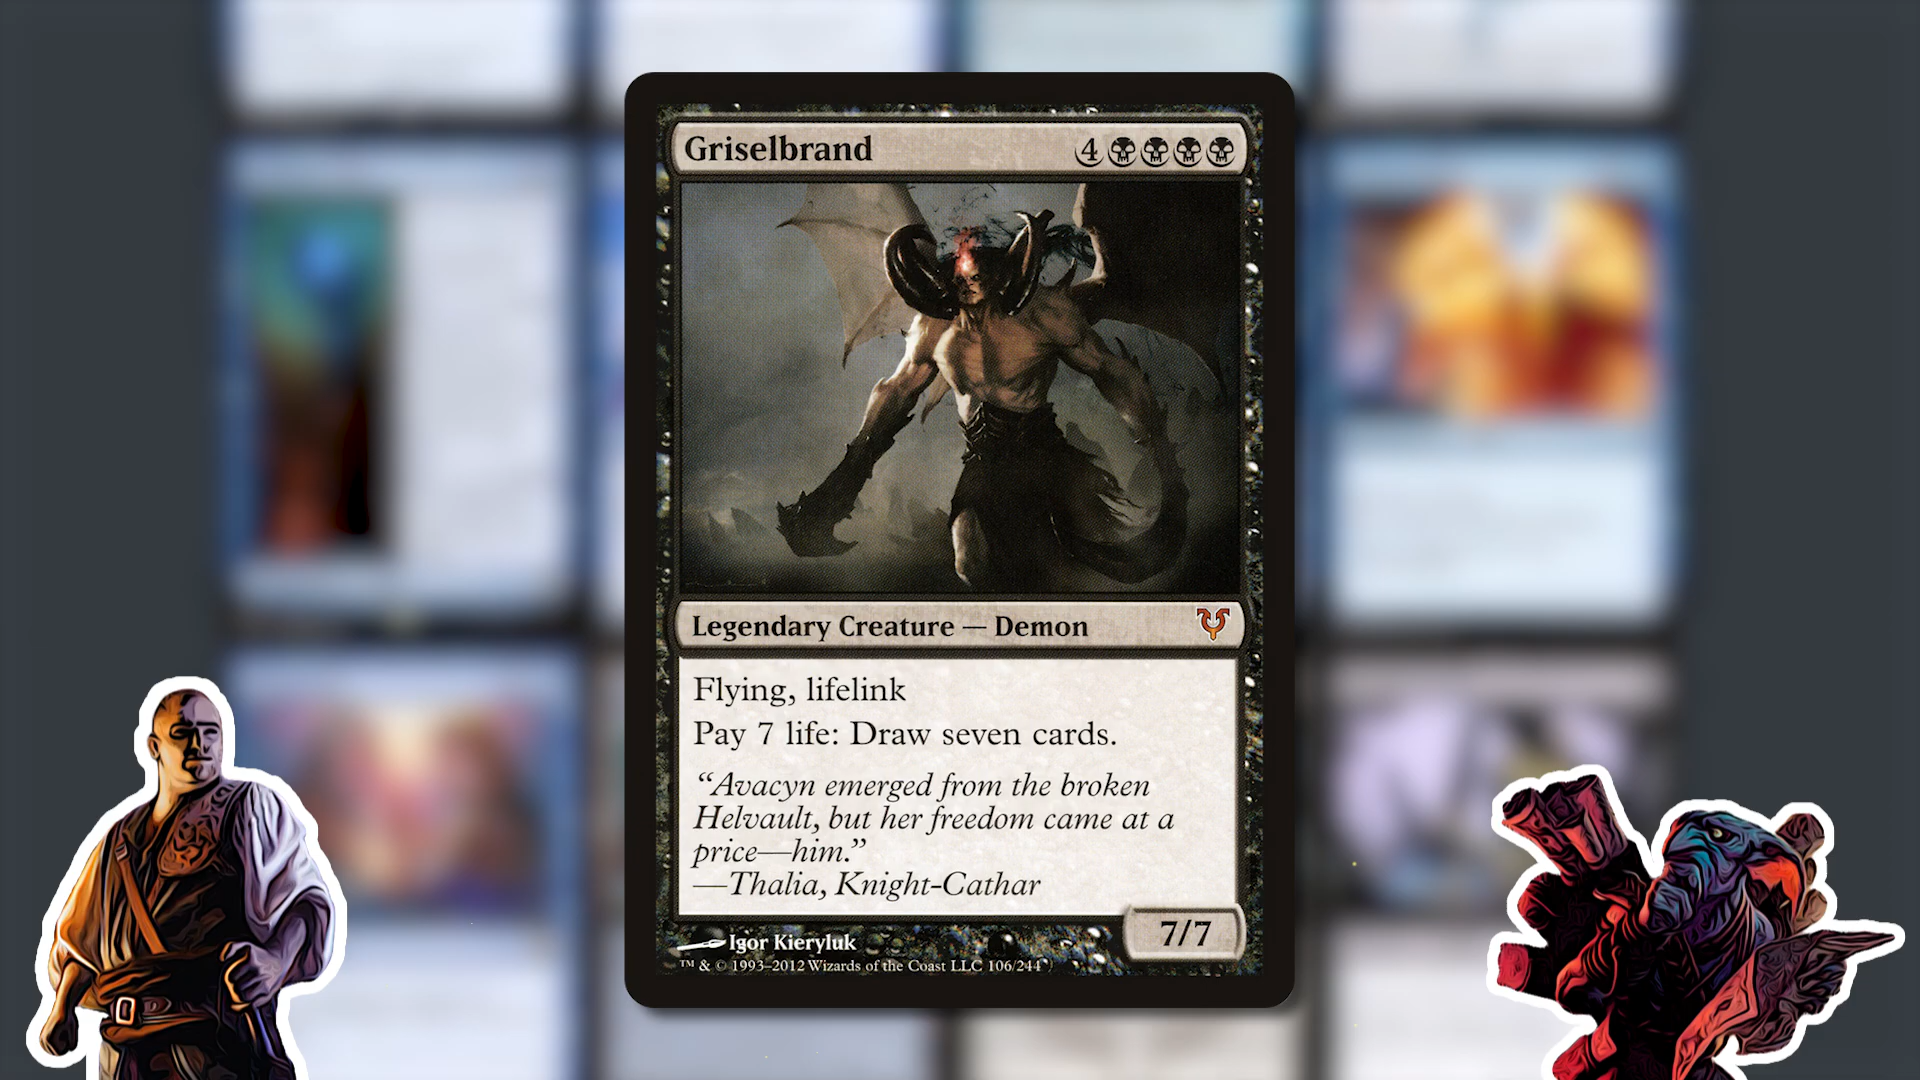 Griselbrand 4
Legendary Creature — Demon
Flying, lifelink
Pay 7 life: Draw seven cards.
“Avacyn emerged from the broken
Helvault, but her freedom came at a
price—him.”
—Thalia, Knight-Cathar
7/7
Igor Kieryluk
™ & © 1993–2012 Wizards of the Coast LLC 106/244